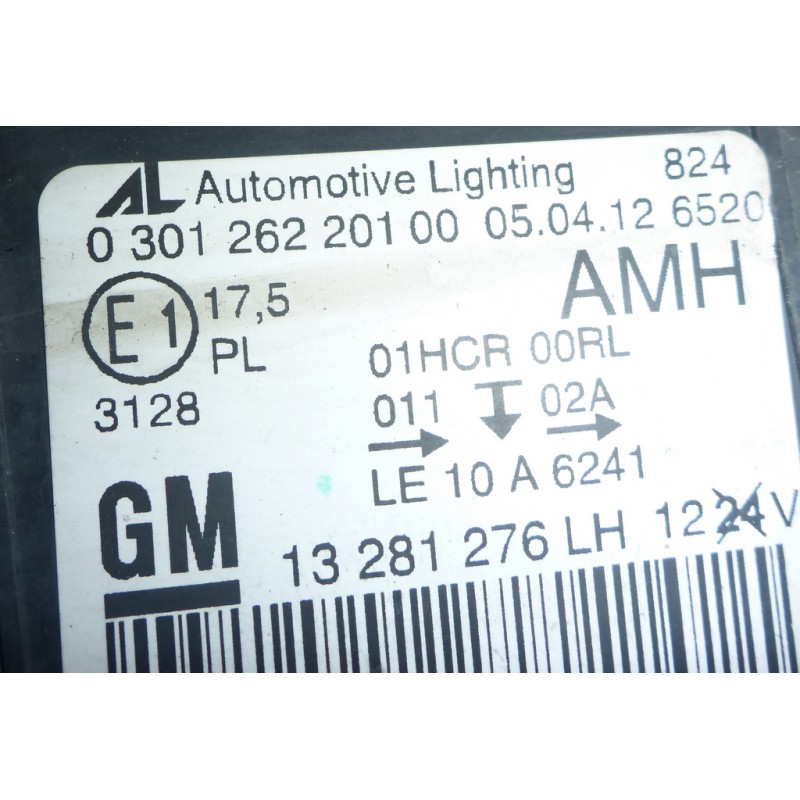 AL Automotive Lighting 824
0 301 262 201 00 05.04.12 6520
E1 17,5 AMH
PL 01HCR 00RL
3128 011 02A
LE 10 A 6241
GM
13 281 276 LH 12 24 V